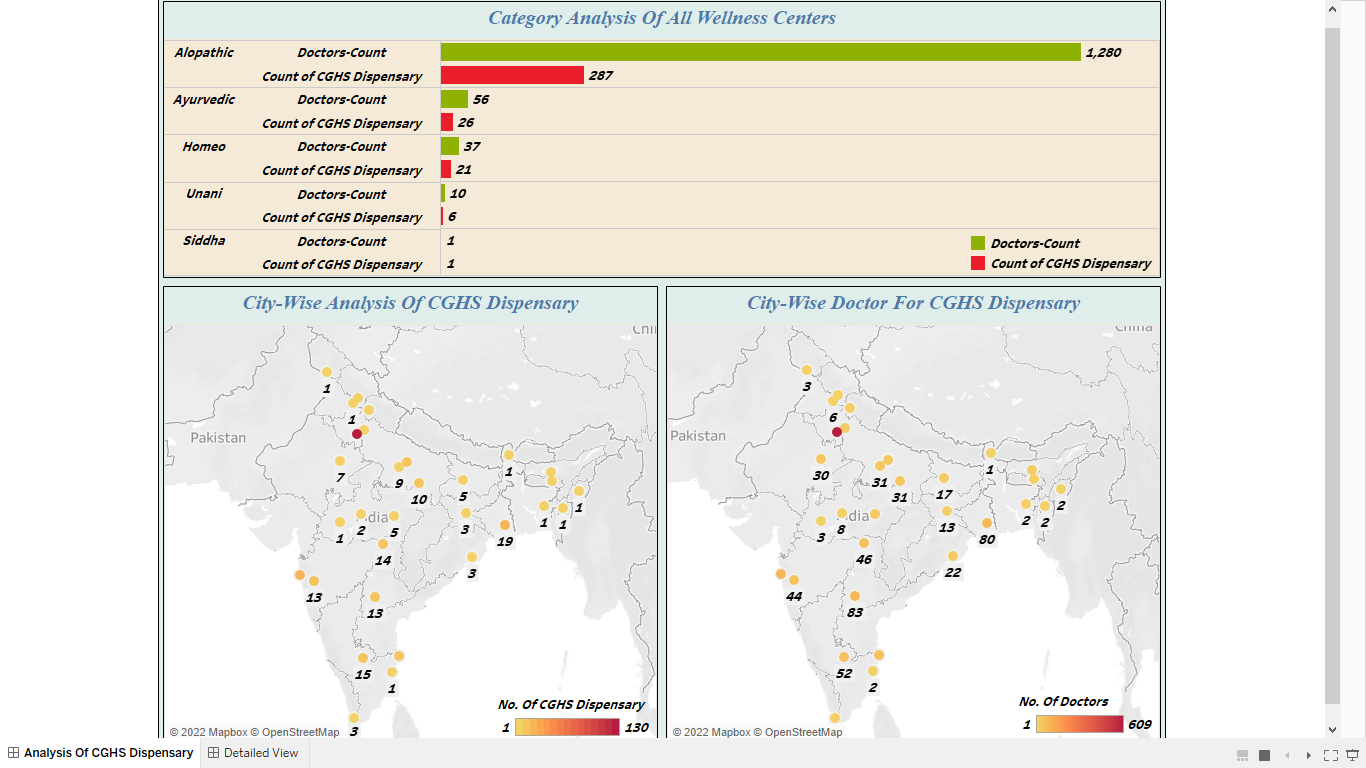 Category Analysis Of All Wellness Centers
Alopathic Doctors-Count 1,280
Count of CGHS Dispensary 287
Ayurvedic Doctors-Count 56
Count of CGHS Dispensary 26
Homeo Doctors-Count 37
Count of CGHS Dispensary 21
Unani Doctors-Count 10
Count of CGHS Dispensary 6
Siddha Doctors-Count 1
Count of CGHS Dispensary 1
Doctors-Count
Count of CGHS Dispensary
City-Wise Analysis Of CGHS Dispensary
Chi
1
1
Pakistan
7
9
1
10
5
1
2
dia
5
3
1
1
19
14
3
13
13
15
1
3
No. Of CGHS Dispensary
1 130
© 2022 Mapbox © OpenStreetMap
City-Wise Doctor For CGHS Dispensary
China
3
6
Pakistan
30
31
1
31
17
2
3
8
dia
13
2
2
80
46
22
44
83
52
2
No. Of Doctors
1 609
© 2022 Mapbox © OpenStreetMap
Analysis Of CGHS Dispensary Detailed View